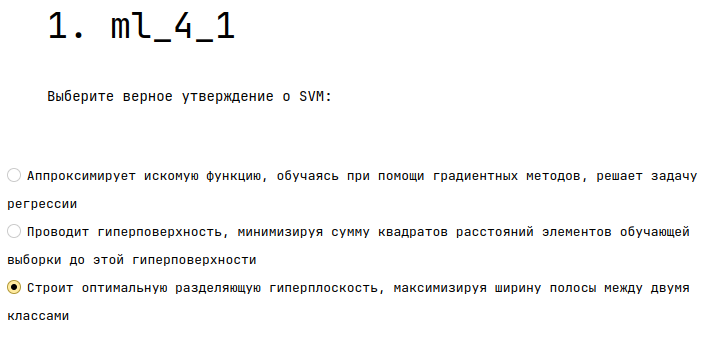 1. ml_4_1
Выберите верное утверждение о SVM:
Аппроксимирует искомую функцию, обучаясь при помощи градиентных методов, решает задачу
регрессии
Проводит гиперповерхность, минимизируя сумму квадратов расстояний элементов обучающей
выборки до этой гиперповерхности
Строит оптимальную разделяющую гиперплоскость, максимизируя ширину полосы между двумя
классами